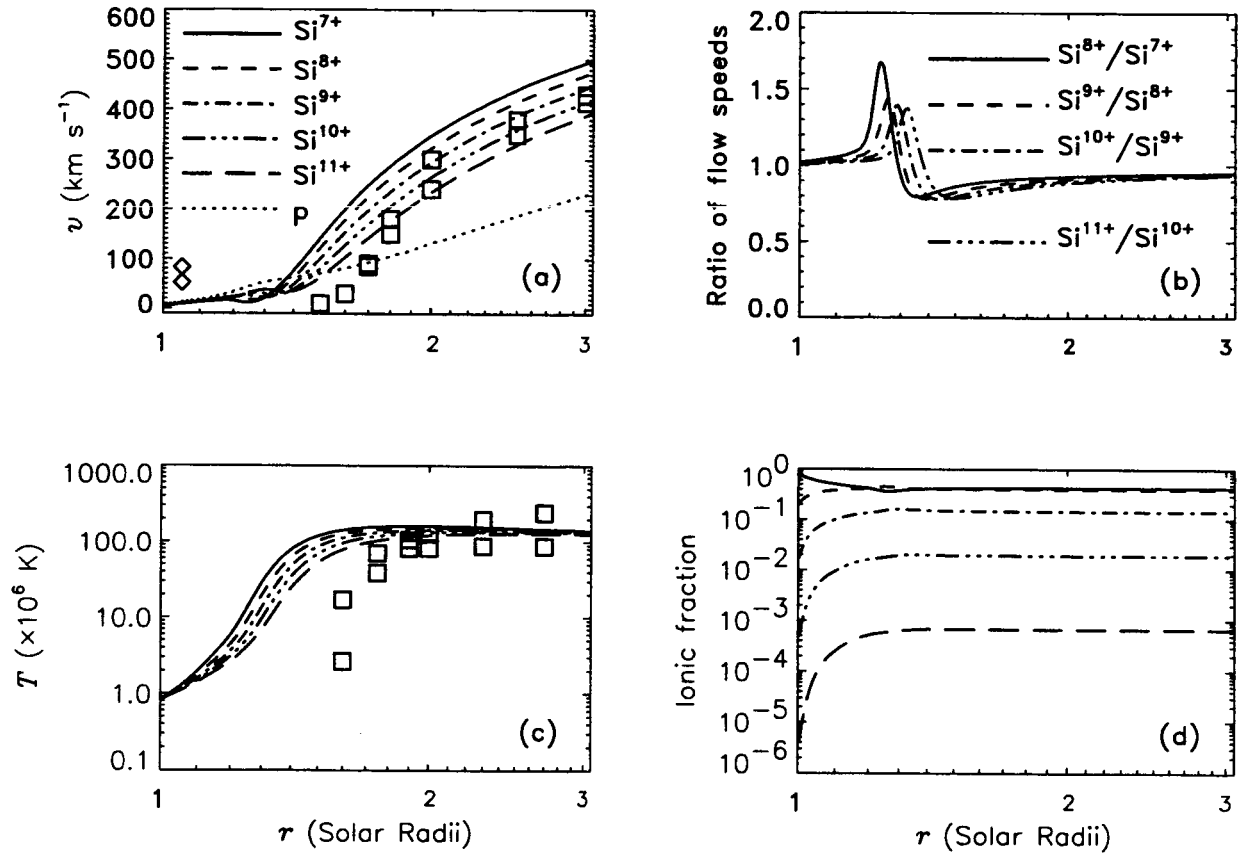 600
500
400
300
200
100
0
v (km s⁻¹)
Si⁷⁺
Si⁸⁺
Si⁹⁺
Si¹⁰⁺
Si¹¹⁺
p
(a)
1 2 3
2.0
1.5
1.0
0.5
0.0
Ratio of flow speeds
Si⁸⁺/Si⁷⁺
Si⁹⁺/Si⁸⁺
Si¹⁰⁺/Si⁹⁺
Si¹¹⁺/Si¹⁰⁺
(b)
1 2 3
1000.0
100.0
10.0
1.0
0.1
T (×10⁶ K)
(c)
1 2 3
r (Solar Radii)
10⁰
10⁻¹
10⁻²
10⁻³
10⁻⁴
10⁻⁵
10⁻⁶
Ionic fraction
(d)
1 2 3
r (Solar Radii)